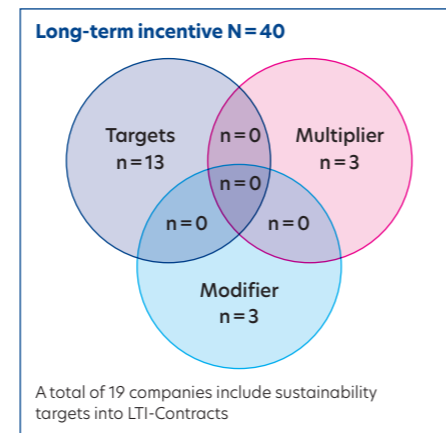 Long-term incentive N=40
Targets
n=13
n=0
Multiplier
n=3
n=0
n=0
n=0
Modifier
n=3
A total of 19 companies include sustainability
targets into LTI-Contracts